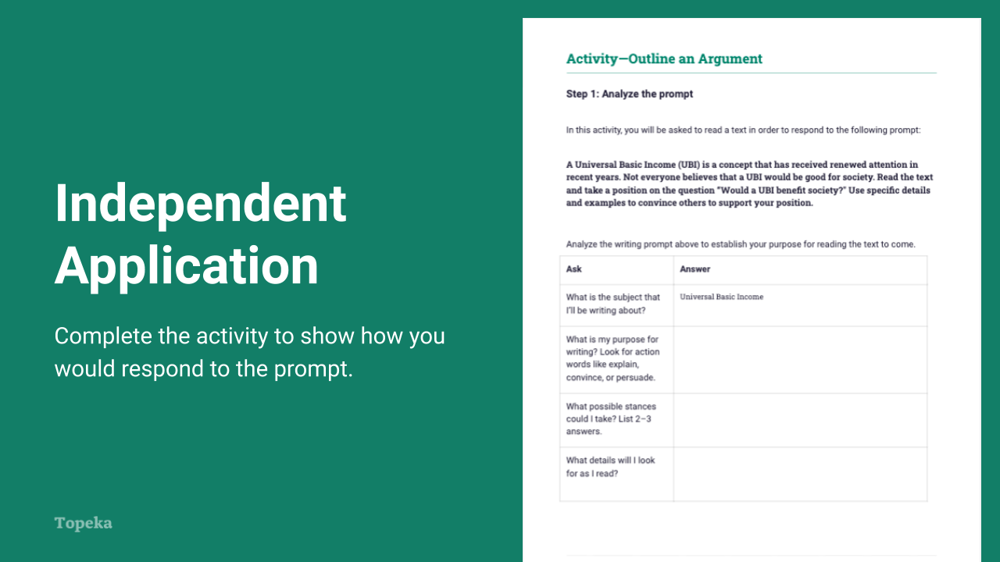 Independent
Application
Complete the activity to show how you
would respond to the prompt.
Topeka
Activity—Outline an Argument
Step 1: Analyze the prompt
In this activity, you will be asked to read a text in order to respond to the following prompt:
A Universal Basic Income (UBI) is a concept that has received renewed attention in
recent years. Not everyone believes that a UBI would be good for society. Read the text
and take a position on the question “Would a UBI benefit society?" Use specific details
and examples to convince others to support your position.
Analyze the writing prompt above to establish your purpose for reading the text to come.
Ask
Answer
What is the subject that
I’ll be writing about?
Universal Basic Income
What is my purpose for
writing? Look for action
words like explain,
convince, or persuade.
What possible stances
could I take? List 2–3
answers.
What details will I look
for as I read?